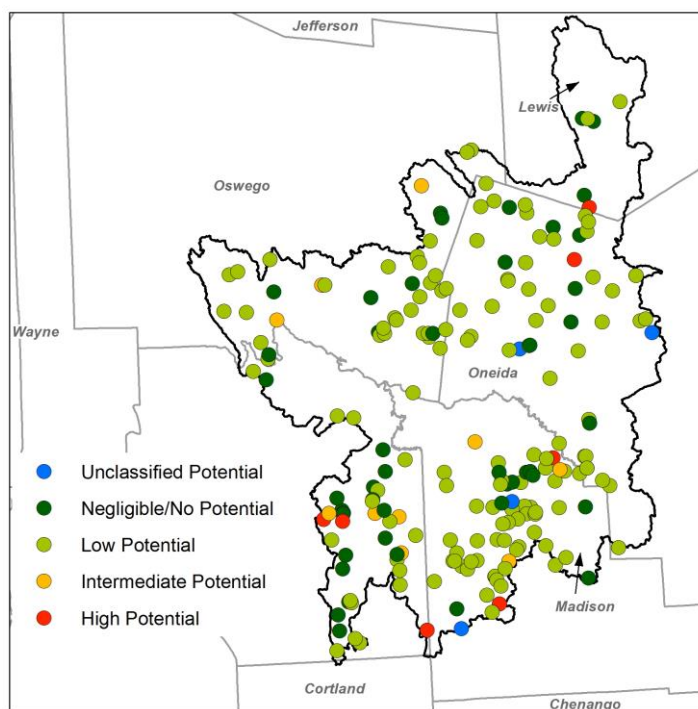 Jefferson
Lewis
Oswego
Wayne
Oneida
Unclassified Potential
Negligible/No Potential
Low Potential
Intermediate Potential
High Potential
Madison
Cortland
Chenango